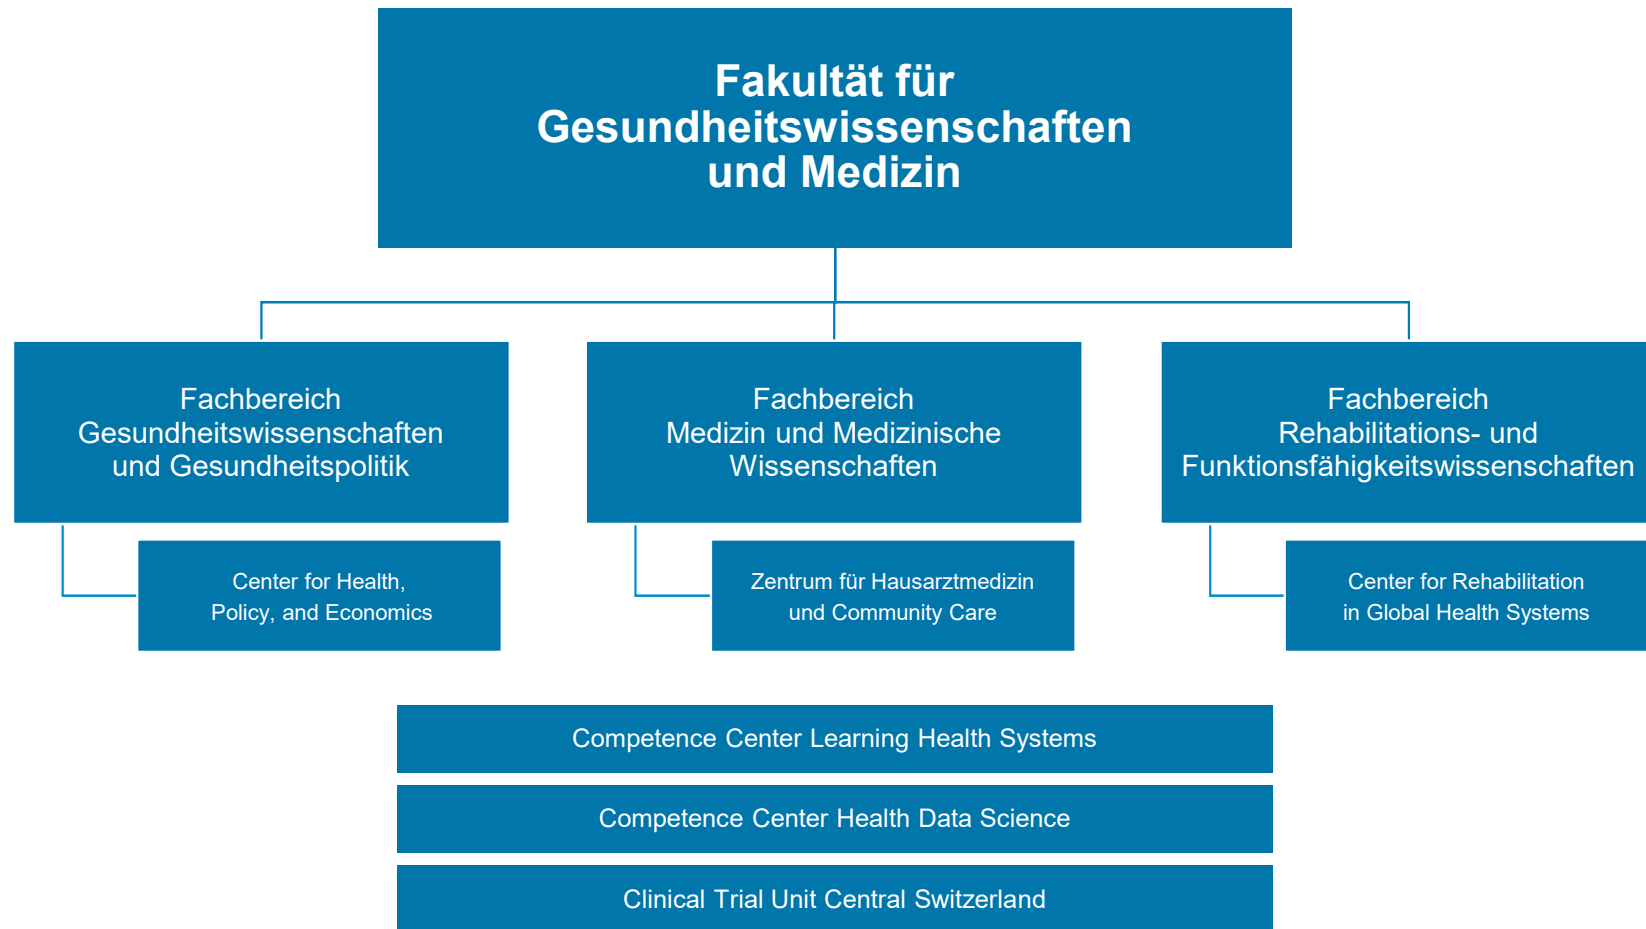 Fakultät für
Gesundheitswissenschaften
und Medizin
Fachbereich
Gesundheitswissenschaften
und Gesundheitspolitik
Fachbereich
Medizin und Medizinische
Wissenschaften
Fachbereich
Rehabilitations- und
Funktionsfähigkeitswissenschaften
Center for Health,
Policy, and Economics
Zentrum für Hausarztmedizin
und Community Care
Center for Rehabilitation
in Global Health Systems
Competence Center Learning Health Systems
Competence Center Health Data Science
Clinical Trial Unit Central Switzerland